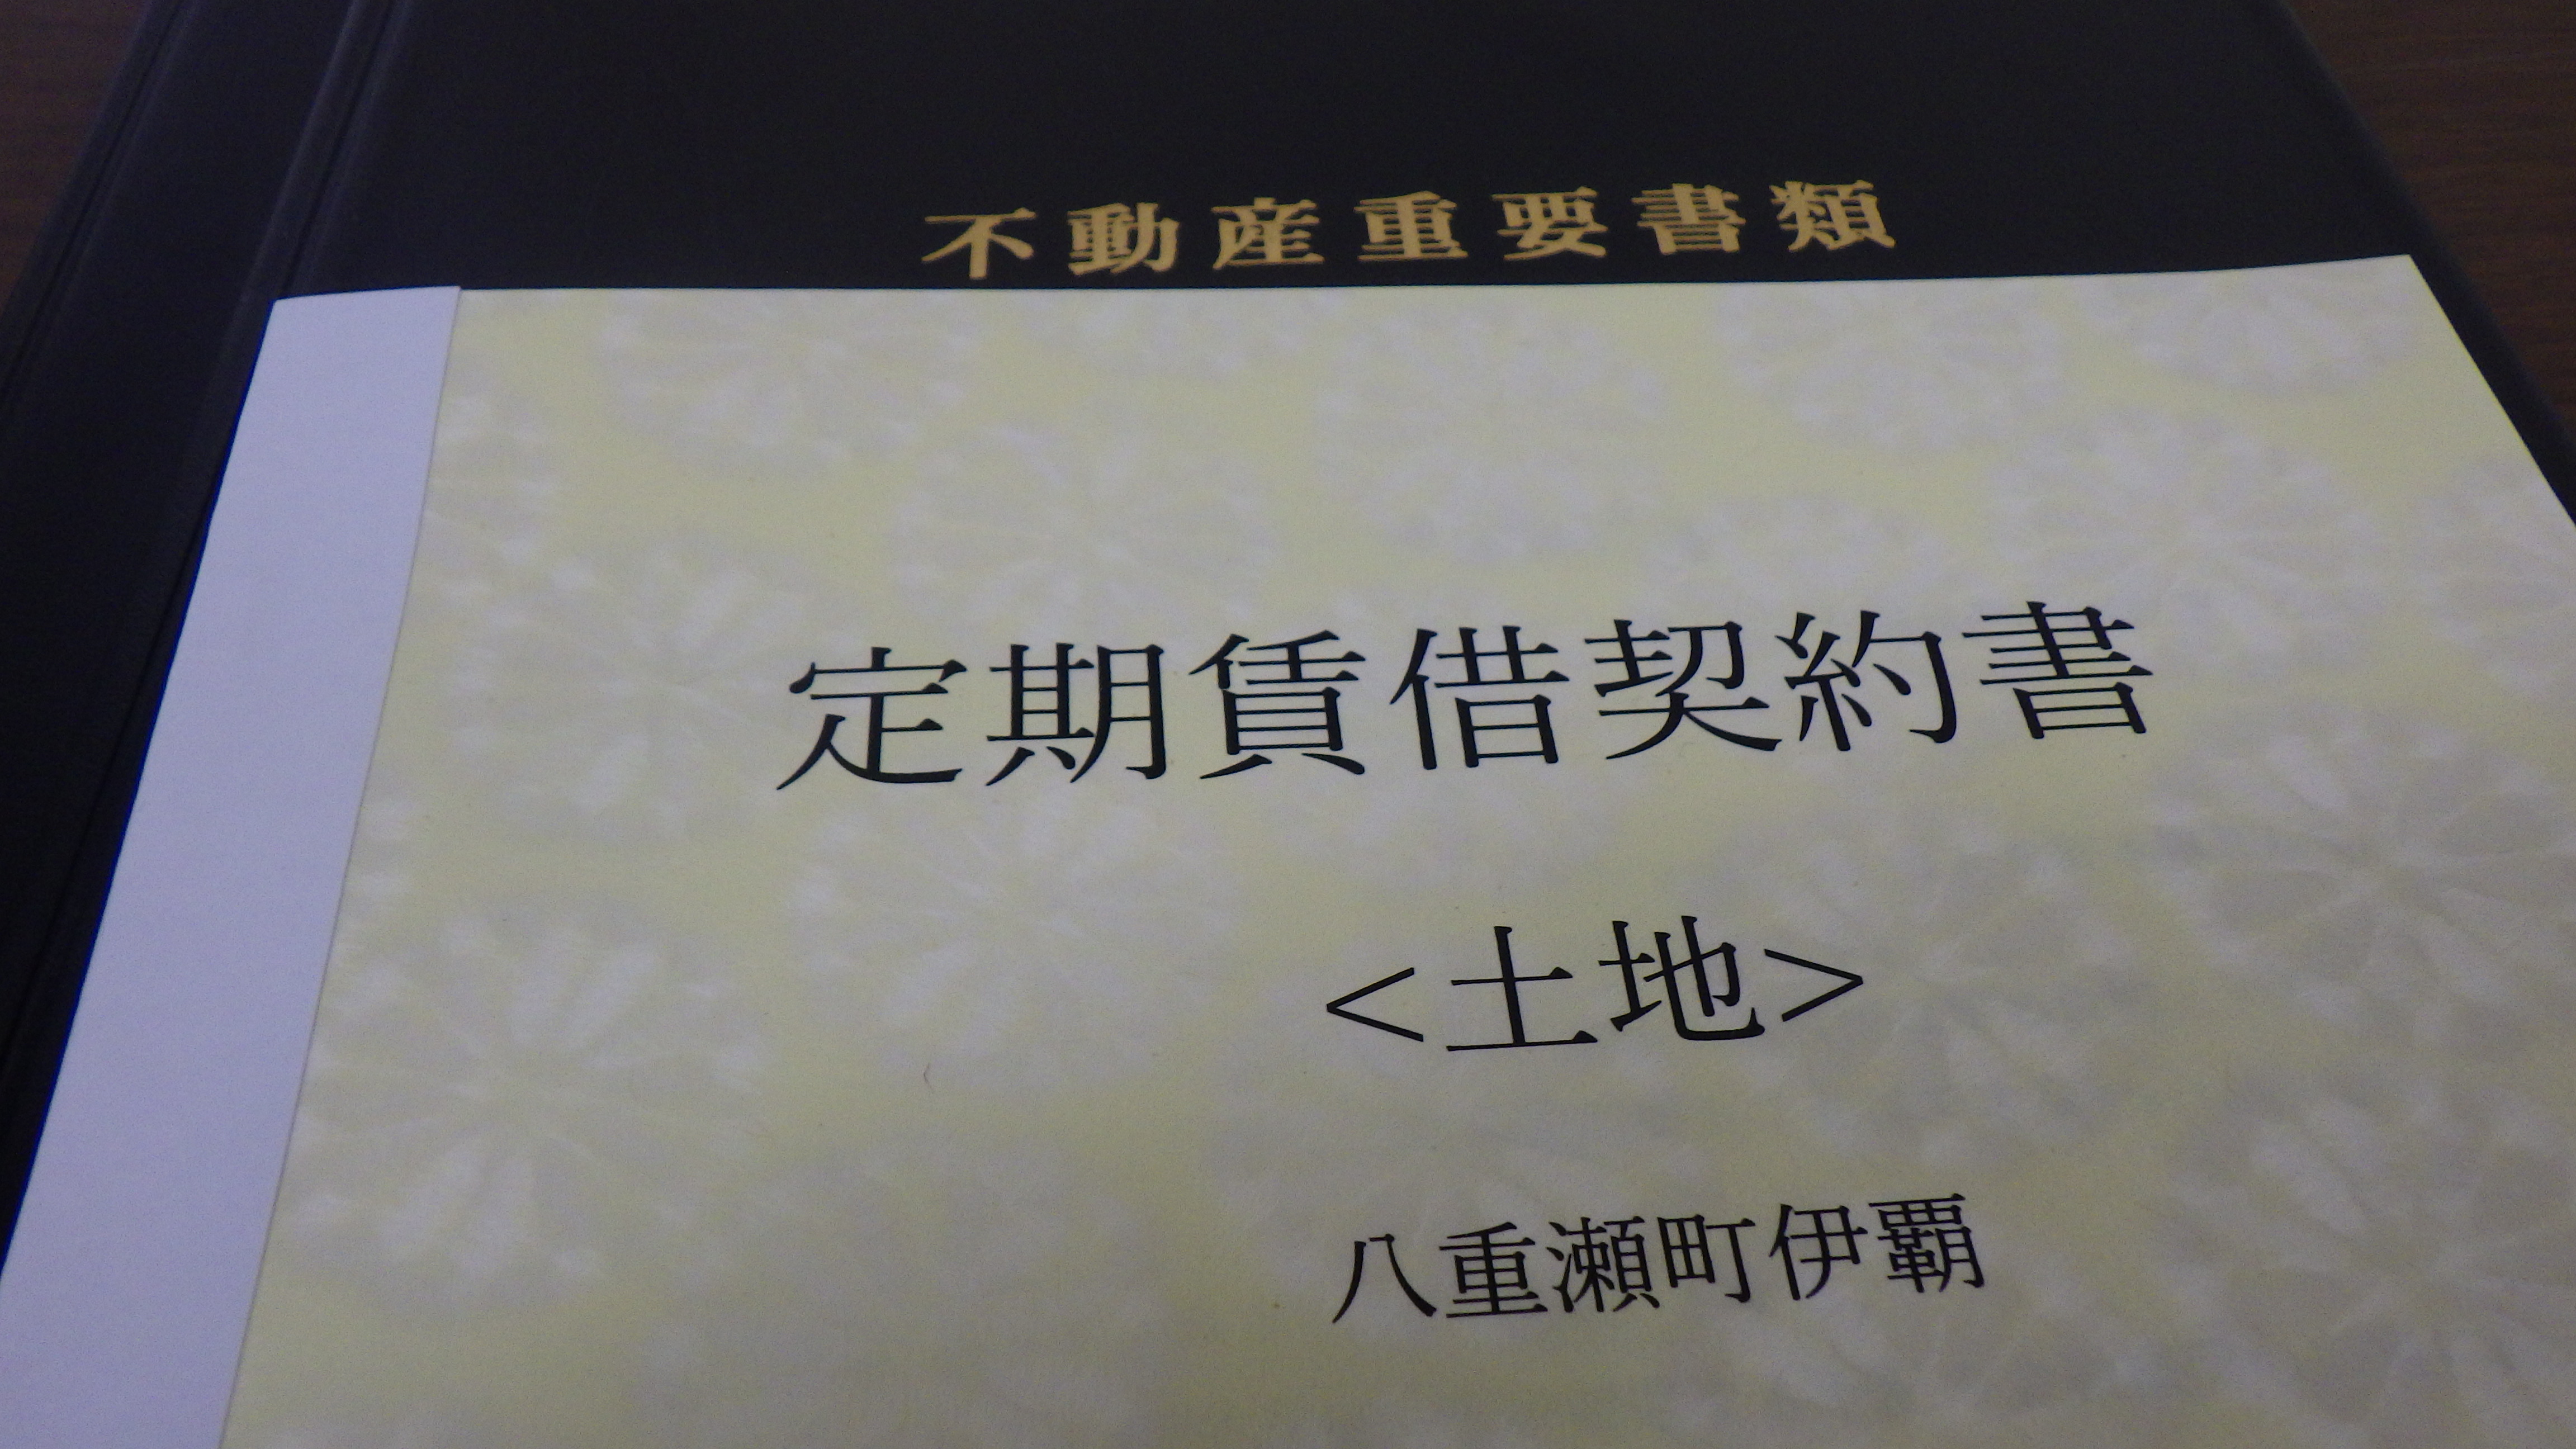 不動産重要書類
定期賃借契約書
<土地>
八重瀬町伊覇